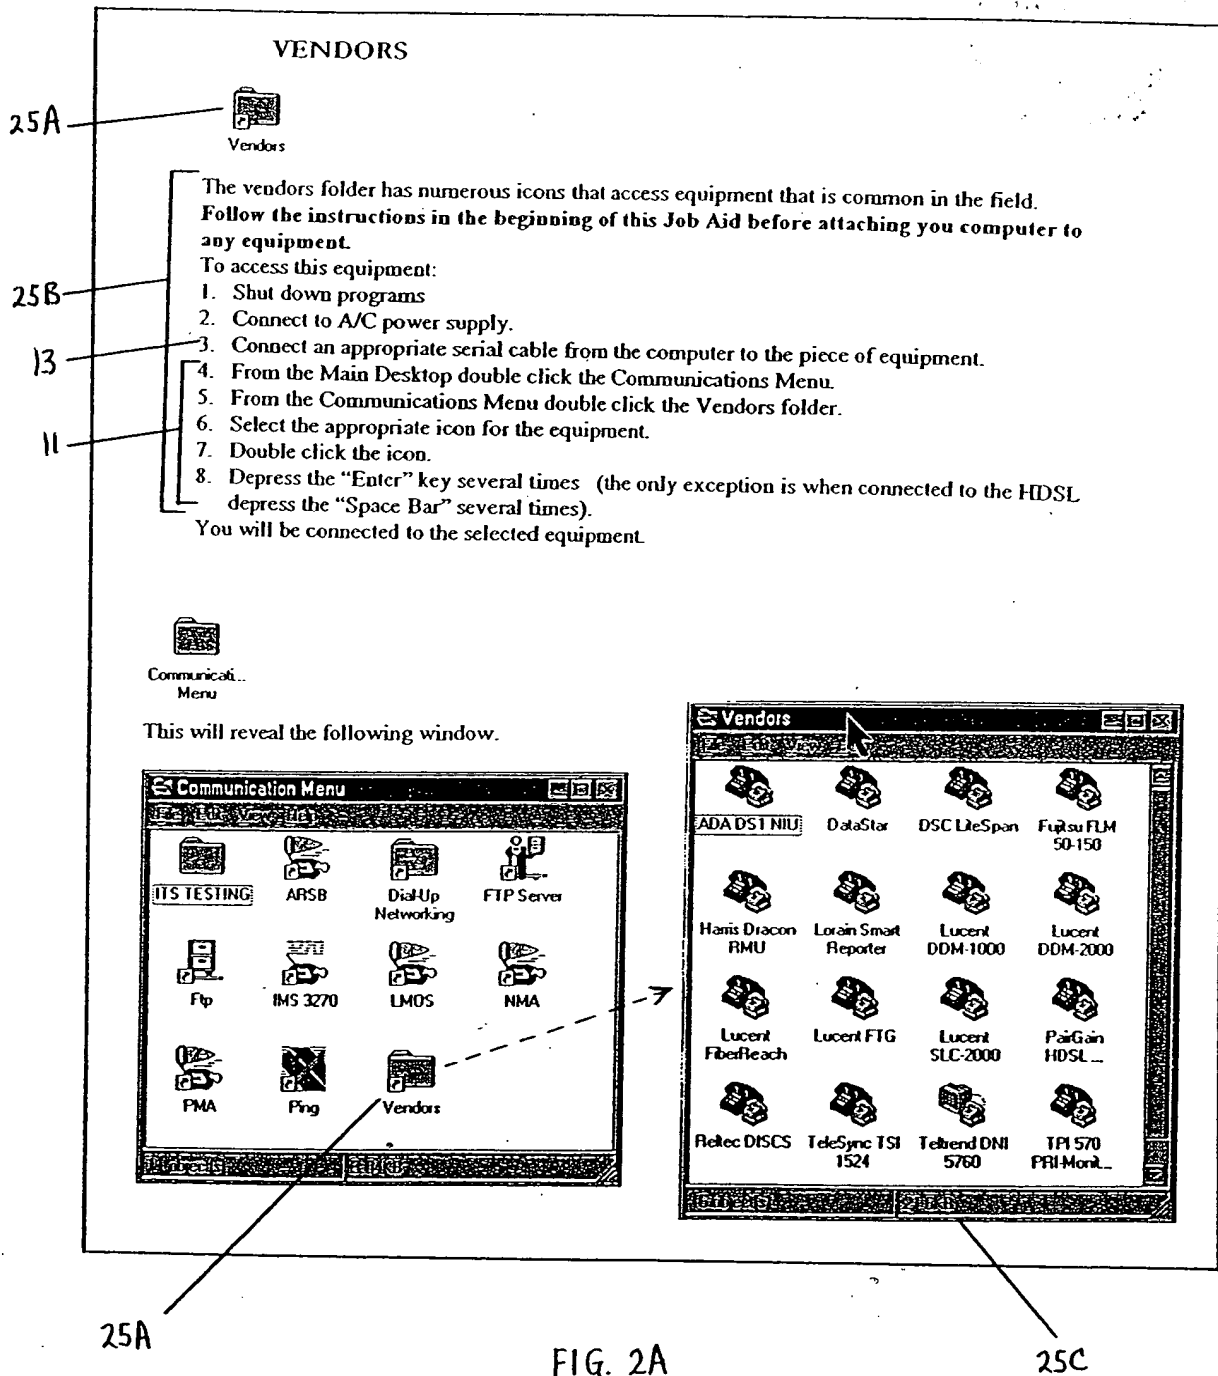 VENDORS
25A
Vendors
The vendors folder has numerous icons that access equipment that is common in the field.
Follow the instructions in the beginning of this Job Aid before attaching you computer to
any equipment.
To access this equipment:
25B
1. Shut down programs
2. Connect to A/C power supply.
13
3. Connect an appropriate serial cable from the computer to the piece of equipment.
4. From the Main Desktop double click the Communications Menu.
5. From the Communications Menu double click the Vendors folder.
11
6. Select the appropriate icon for the equipment.
7. Double click the icon.
8. Depress the “Enter” key several times (the only exception is when connected to the HDSL
depress the “Space Bar” several times).
You will be connected to the selected equipment.
Communicati...
Menu
This will reveal the following window.
Communication Menu
File Edit View Help
ITS TESTING
ARSB
Dial-Up
Networking
FTP Server
Ftp
IMS 3270
LMOS
NMA
PMA
Ping
Vendors
Vendors
File Edit View
ADA DS1 NIU
DataStar
DSC LiteSpan
Fujitsu FLM
50-150
Harris Dracon
RMU
Lorain Smart
Reporter
Lucent
DDM-1000
Lucent
DDM-2000
Lucent
FiberReach
Lucent FTG
Lucent
SLC-2000
PairGain
HDSL ...
Reltec DISCS
TeleSync TSI
1524
Teltrend DNI
5760
TPI 570
PRI-Monit...
25A
FIG. 2A
25C